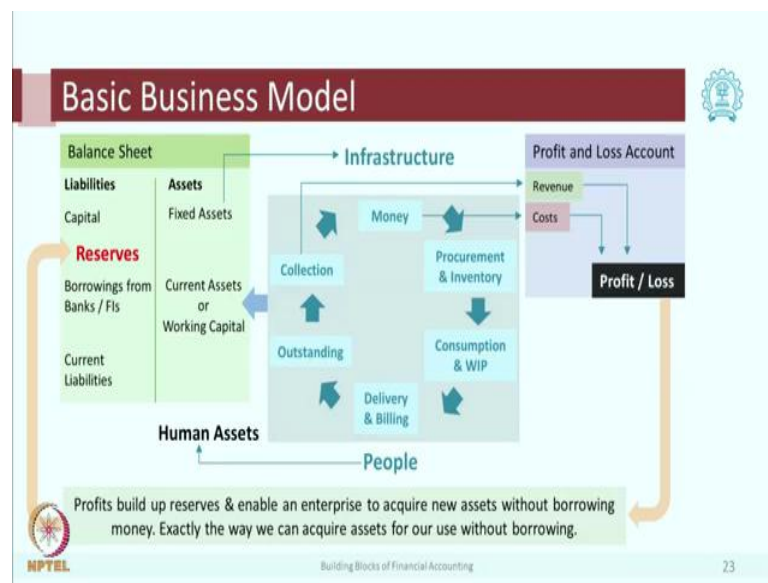 Basic Business Model
Balance Sheet
Liabilities
Assets
Capital
Fixed Assets
Reserves
Borrowings from
Banks / FIs
Current Assets
or
Working Capital
Current
Liabilities
Human Assets
Infrastructure
Money
Procurement
& Inventory
Consumption
& WIP
Delivery
& Billing
Outstanding
Collection
People
Profit and Loss Account
Revenue
Costs
Profit / Loss
Profits build up reserves & enable an enterprise to acquire new assets without borrowing
money. Exactly the way we can acquire assets for our use without borrowing.
NPTEL
Building Blocks of Financial Accounting
23